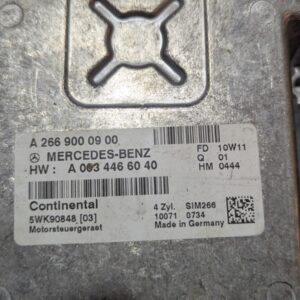 A 266 900 09 00
MERCEDES-BENZ
HW: A 003 446 60 40
FD 10W11
Q 01
HM 0444
Continental
5WK90848 [03]
Motorsteuergeraet
4 Zyl. SIM266
10071 0734
Made in Germany